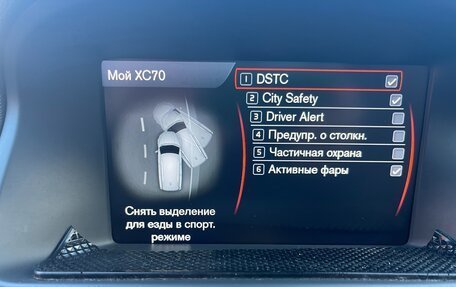 Мой XC70
1 DSTC
2 City Safety
3 Driver Alert
4 Предупр. о столкн.
5 Частичная охрана
6 Активные фары
Снять выделение
для езды в спорт.
режиме